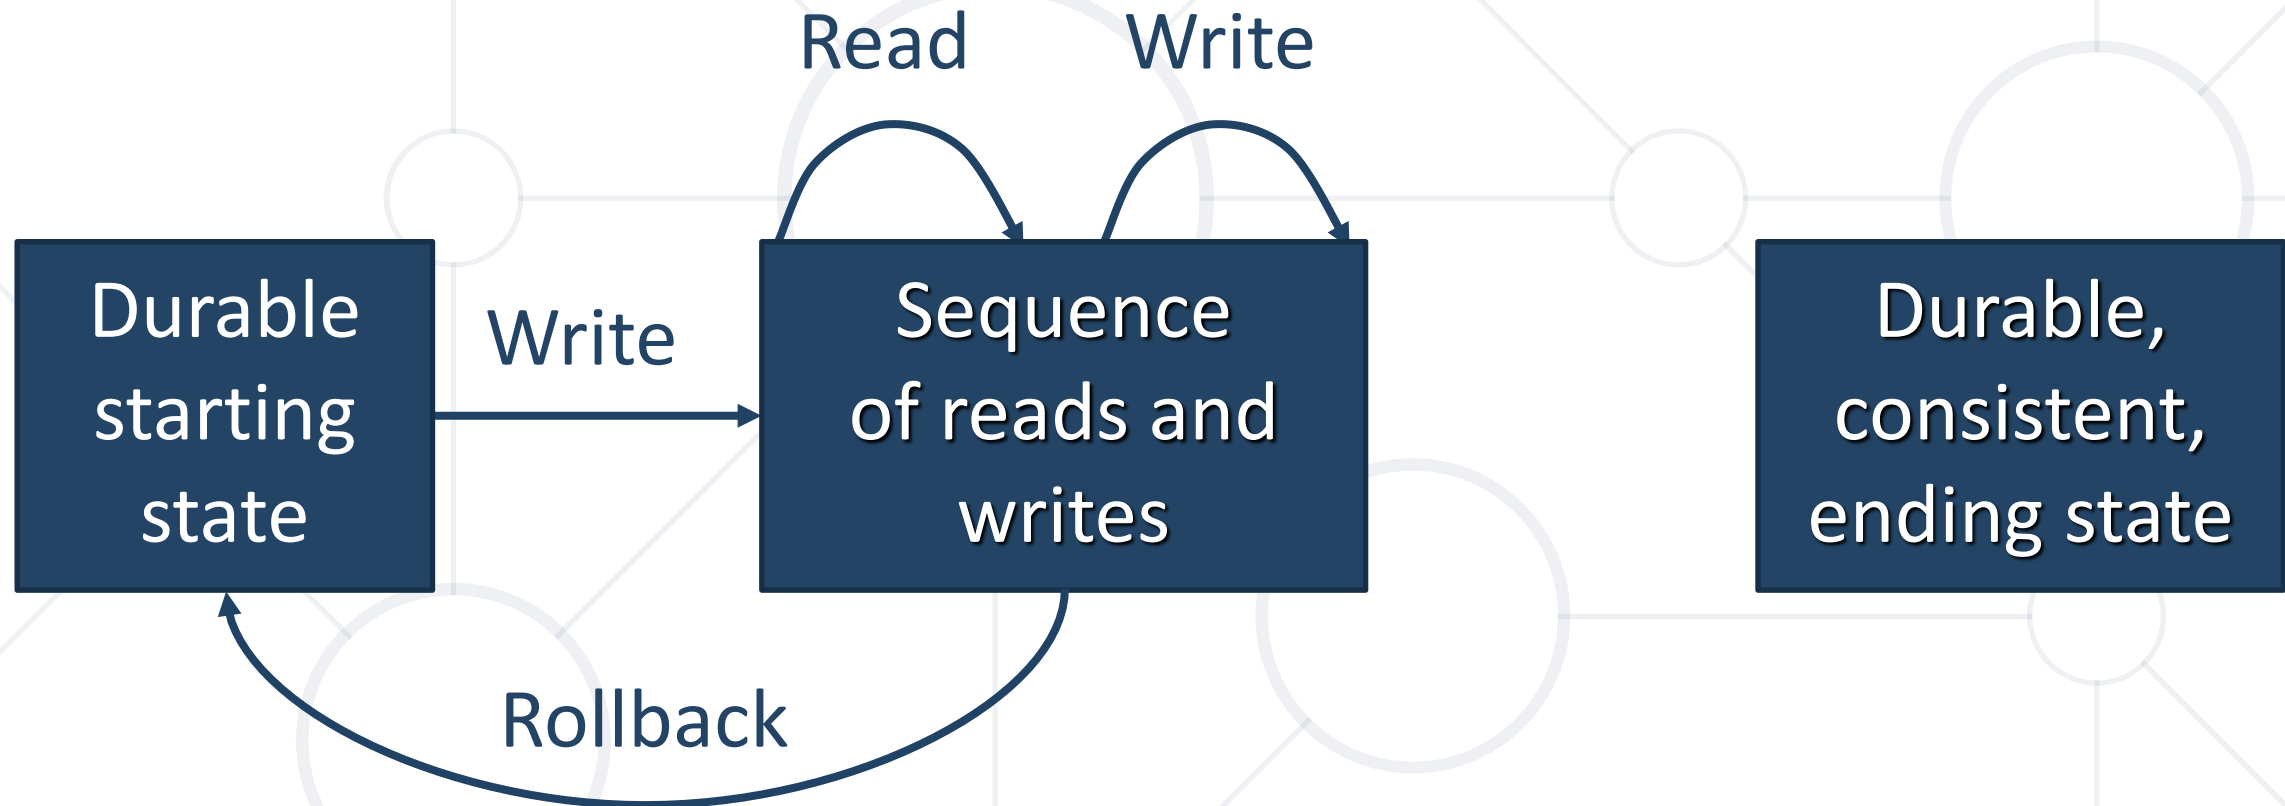 Read
Write
Durable
starting
state
Write
Sequence
of reads and
writes
Durable,
consistent,
ending state
Rollback